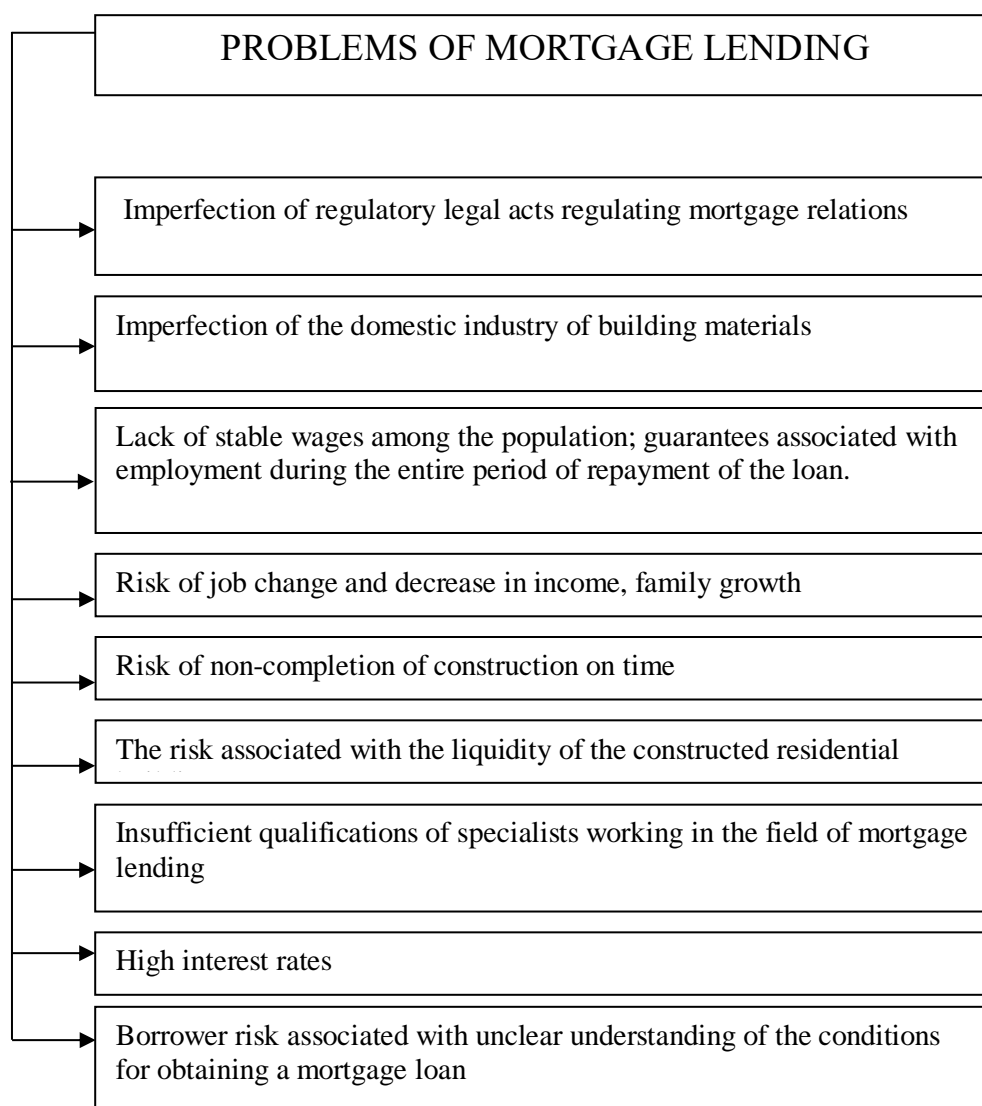 PROBLEMS OF MORTGAGE LENDING
Imperfection of regulatory legal acts regulating mortgage relations
Imperfection of the domestic industry of building materials
Lack of stable wages among the population; guarantees associated with
employment during the entire period of repayment of the loan.
Risk of job change and decrease in income, family growth
Risk of non-completion of construction on time
The risk associated with the liquidity of the constructed residential
Insufficient qualifications of specialists working in the field of mortgage
lending
High interest rates
Borrower risk associated with unclear understanding of the conditions
for obtaining a mortgage loan